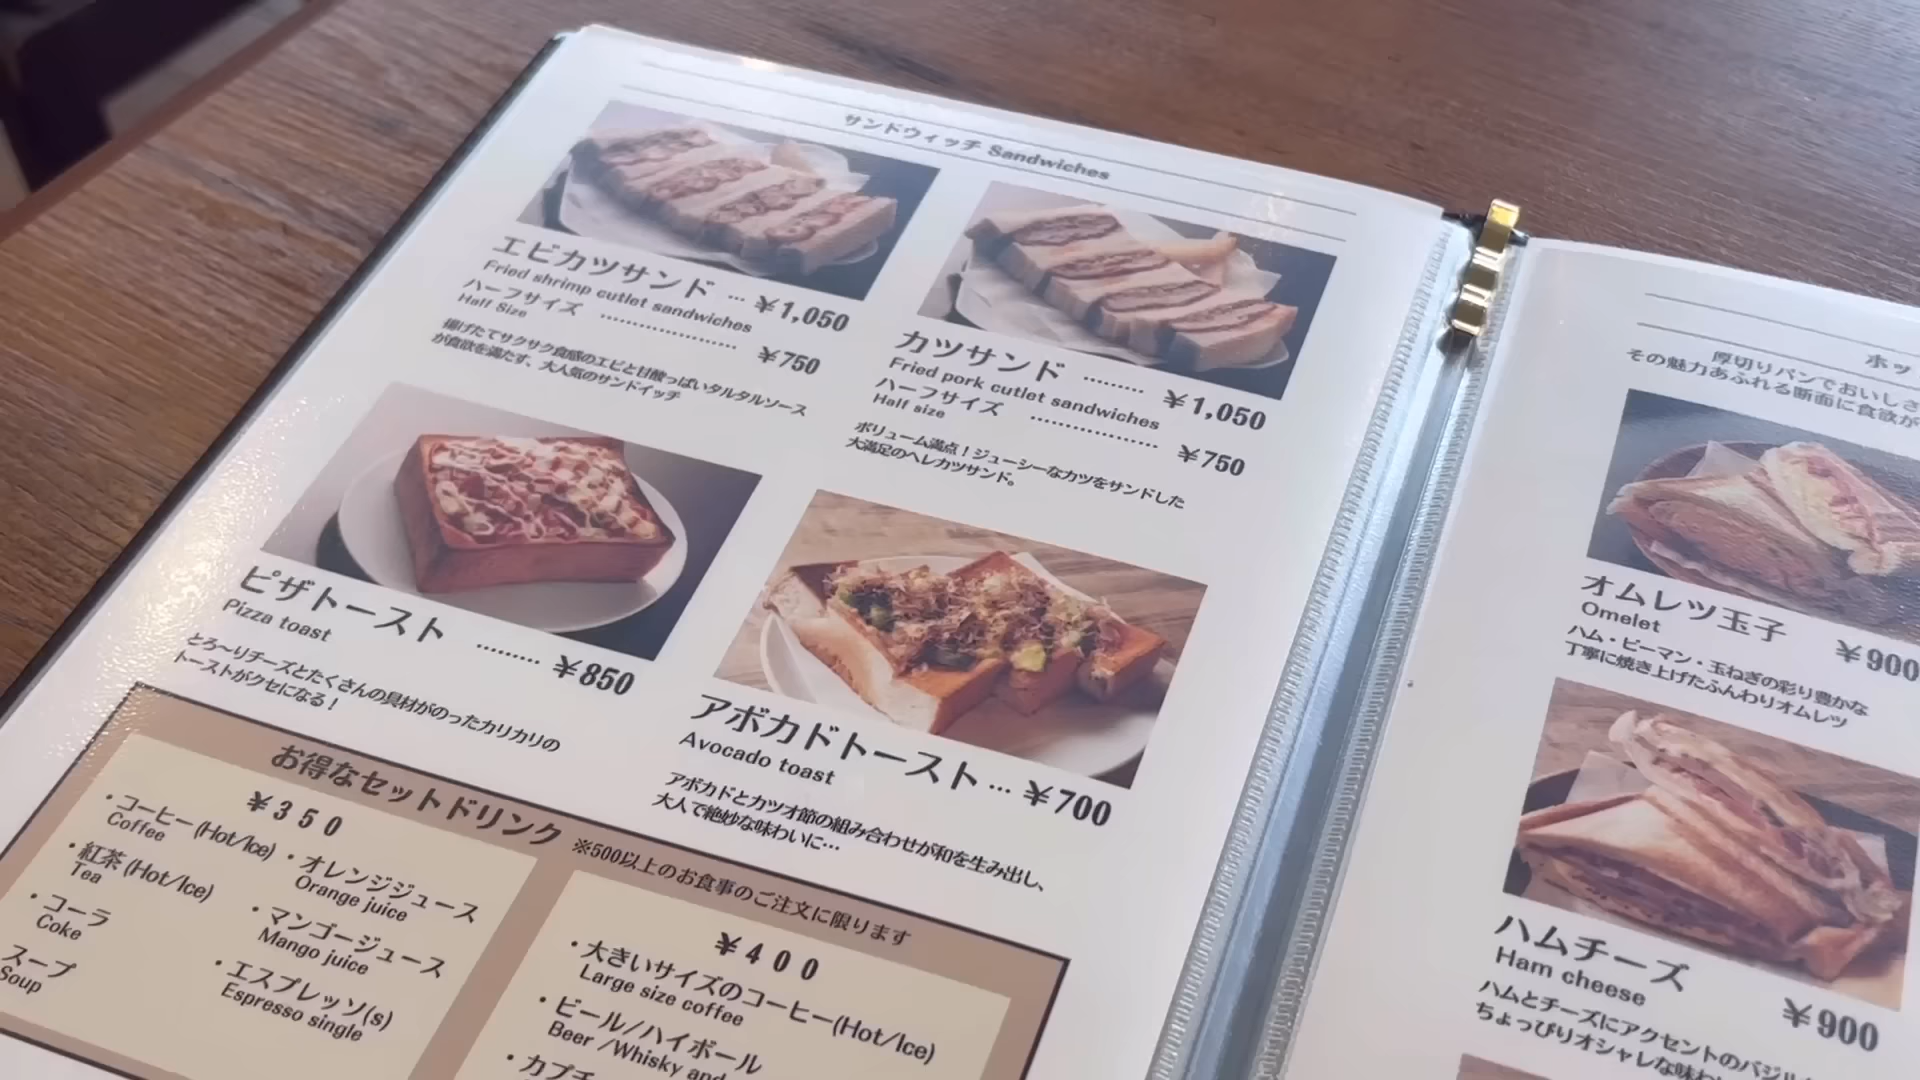 サンドウィッチ Sandwiches
エビカツサンド … ¥1,050
Fried shrimp cutlet sandwiches
ハーフサイズ ………………… ¥750
Half Size
揚げたてサクサク食感のエビと甘酸っぱいタルタルソース
が食欲を満たす、大人気のサンドイッチ
カツサンド ……… ¥1,050
Fried pork cutlet sandwiches
ハーフサイズ ………………… ¥750
Half size
ボリューム満点！ジューシーなカツをサンドした
大満足のヘレカツサンド。
ピザトースト ……… ¥850
Pizza toast
とろ～りチーズとたくさんの具材がのったカリカリの
トーストがクセになる！
アボカドトースト… ¥700
Avocado toast
アボカドとカツオ節の組み合わせが和を生み出し、
大人で絶妙な味わいに…
お得なセットドリンク ※500以上のお食事のご注文に限ります
¥350
・コーヒー(Hot/Ice)
Coffee
・紅茶(Hot/Ice)
Tea
・コーラ
Coke
スープ
Soup
・オレンジジュース
Orange juice
・マンゴージュース
Mango juice
・エスプレッソ(s)
Espresso single
¥400
・大きいサイズのコーヒー(Hot/Ice)
Large size coffee
・ビール/ハイボール
Beer /Whisky and
・カプチ
ホッ
厚切りパンでおいしさ
その魅力あふれる断面に食欲が
オムレツ玉子 ¥900
Omelet
ハム・ピーマン・玉ねぎの彩り豊かな
丁寧に焼き上げたふんわりオムレツ
ハムチーズ ¥900
Ham cheese
ハムとチーズにアクセントのバジル
ちょっぴりオシャレな味わ